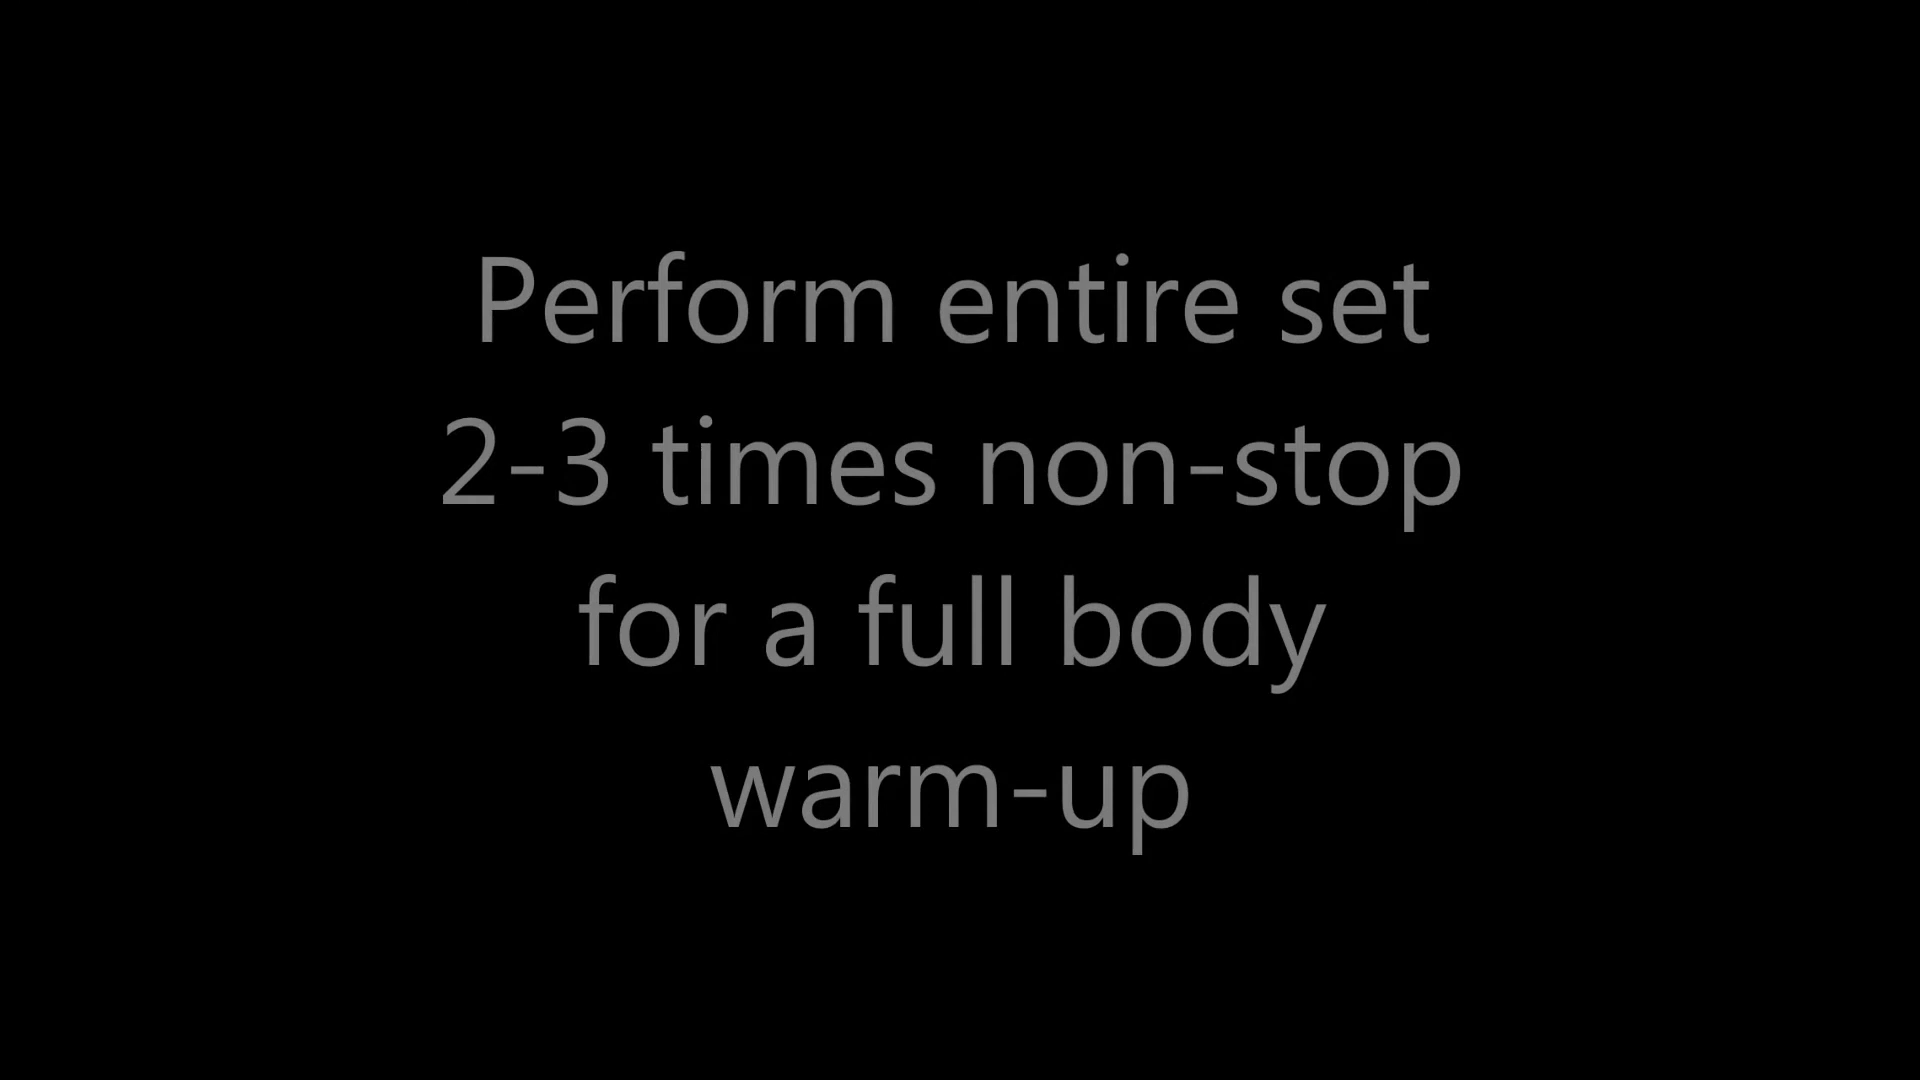 Perform entire set
2-3 times non-stop
for a full body
warm-up